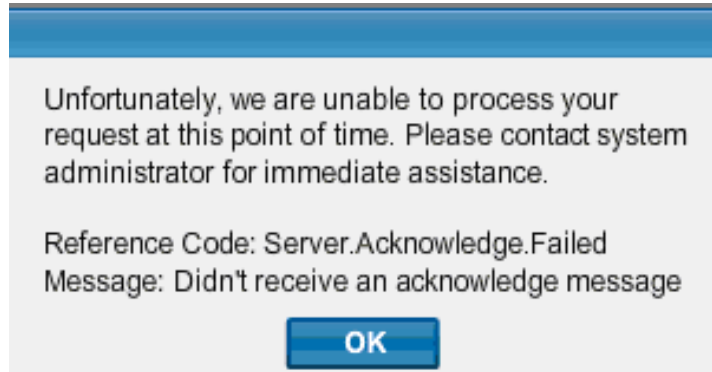 Unfortunately, we are unable to process your
request at this point of time. Please contact system
administrator for immediate assistance.
Reference Code: Server.Acknowledge.Failed
Message: Didn't receive an acknowledge message
OK